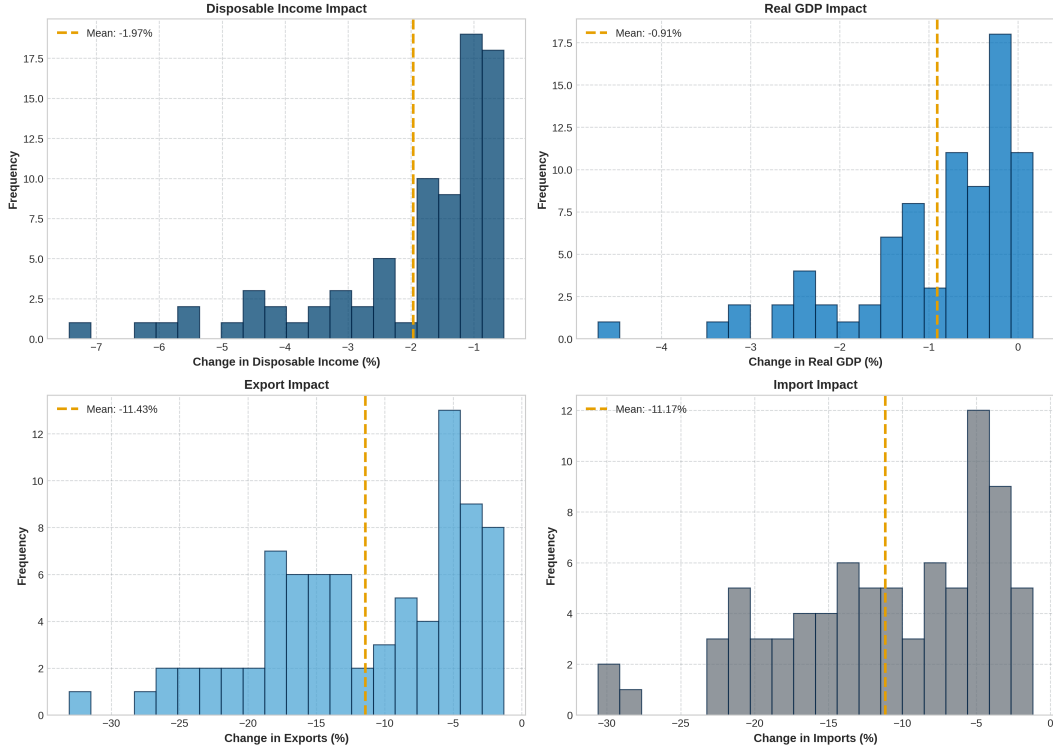 Disposable Income Impact
Mean: -1.97%
Frequency
17.5
15.0
12.5
10.0
7.5
5.0
2.5
0.0
−7 −6 −5 −4 −3 −2 −1
Change in Disposable Income (%)
Real GDP Impact
Mean: -0.91%
Frequency
17.5
15.0
12.5
10.0
7.5
5.0
2.5
0.0
−4 −3 −2 −1 0
Change in Real GDP (%)
Export Impact
Mean: -11.43%
Frequency
12
10
8
6
4
2
0
−30 −25 −20 −15 −10 −5 0
Change in Exports (%)
Import Impact
Mean: -11.17%
Frequency
12
10
8
6
4
2
0
−30 −25 −20 −15 −10 −5 0
Change in Imports (%)